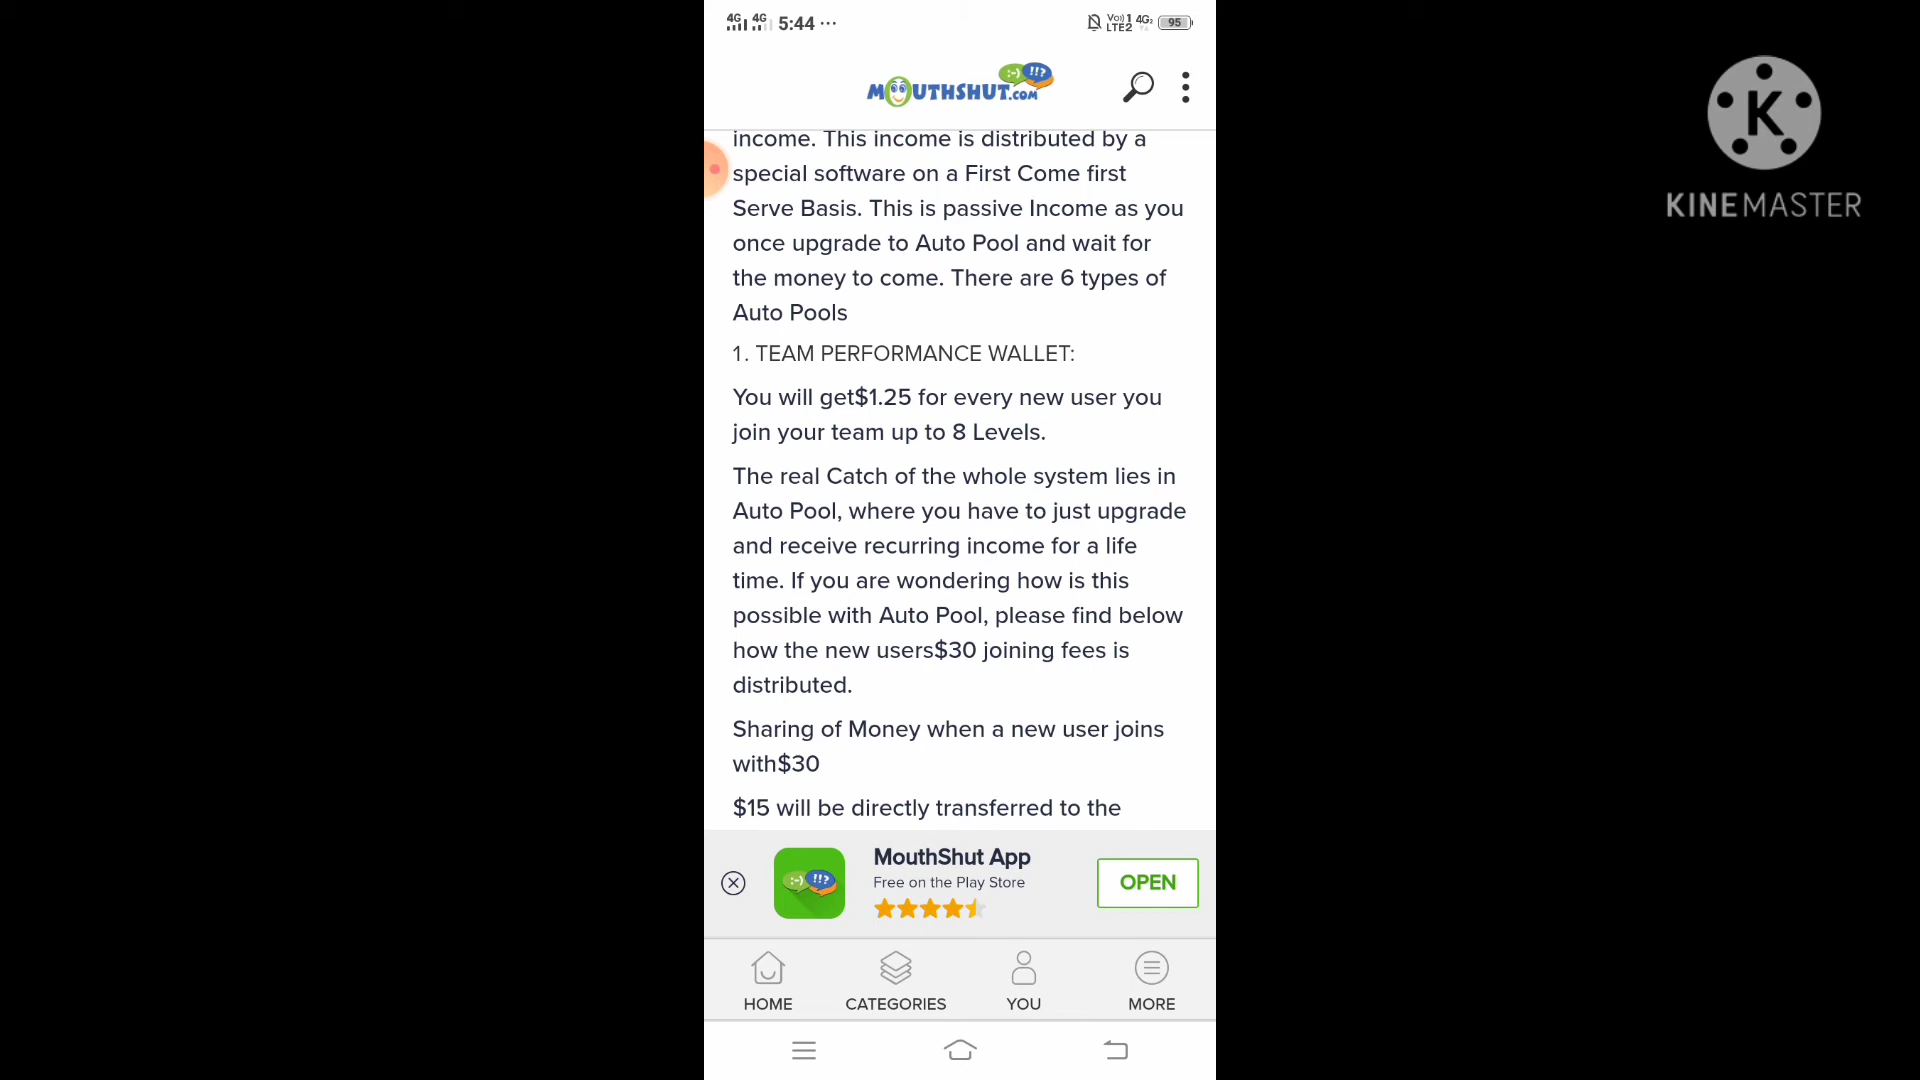 4G 4G 5:44 ...
Vo)) 1 4G2
LTE2
95
MOUTHSHUT.COM
:-) !!?
KINEMASTER
K
income. This income is distributed by a
special software on a First Come first
Serve Basis. This is passive Income as you
once upgrade to Auto Pool and wait for
the money to come. There are 6 types of
Auto Pools
1. TEAM PERFORMANCE WALLET:
You will get$1.25 for every new user you
join your team up to 8 Levels.
The real Catch of the whole system lies in
Auto Pool, where you have to just upgrade
and receive recurring income for a life
time. If you are wondering how is this
possible with Auto Pool, please find below
how the new users$30 joining fees is
distributed.
Sharing of Money when a new user joins
with$30
$15 will be directly transferred to the
MouthShut App
Free on the Play Store
:-) !!?
OPEN
HOME
CATEGORIES
YOU
MORE